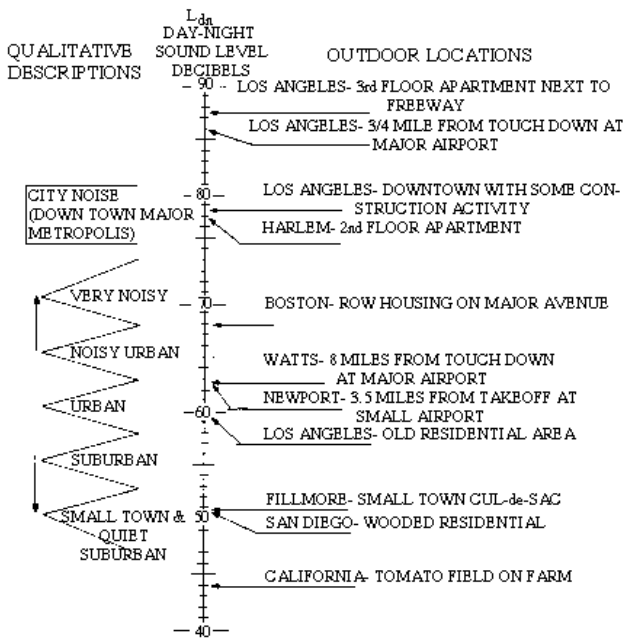 L dn
DAY-NIGHT
SOUND LEVEL
DECIBELS
QUALITATIVE
DESCRIPTIONS
OUTDOOR LOCATIONS
90
LOS ANGELES- 3rd FLOOR APARTMENT NEXT TO
FREEWAY
LOS ANGELES- 3/4 MILE FROM TOUCH DOWN AT
MAJOR AIRPORT
80
CITY NOISE
(DOWN TOWN MAJOR
METROPOLIS)
LOS ANGELES- DOWNTOWN WITH SOME CON-
STRUCTION ACTIVITY
HARLEM- 2nd FLOOR APARTMENT
VERY NOISY
70
BOSTON- ROW HOUSING ON MAJOR AVENUE
NOISY URBAN
WATTS- 8 MILES FROM TOUCH DOWN
AT MAJOR AIRPORT
NEWPORT- 3.5 MILES FROM TAKEOFF AT
SMALL AIRPORT
URBAN
60
LOS ANGELES- OLD RESIDENTIAL AREA
SUBURBAN
FILLMORE- SMALL TOWN CUL-de-SAC
SMALL TOWN &
QUIET
SUBURBAN
50
SAN DIEGO- WOODED RESIDENTIAL
CALIFORNIA- TOMATO FIELD ON FARM
40